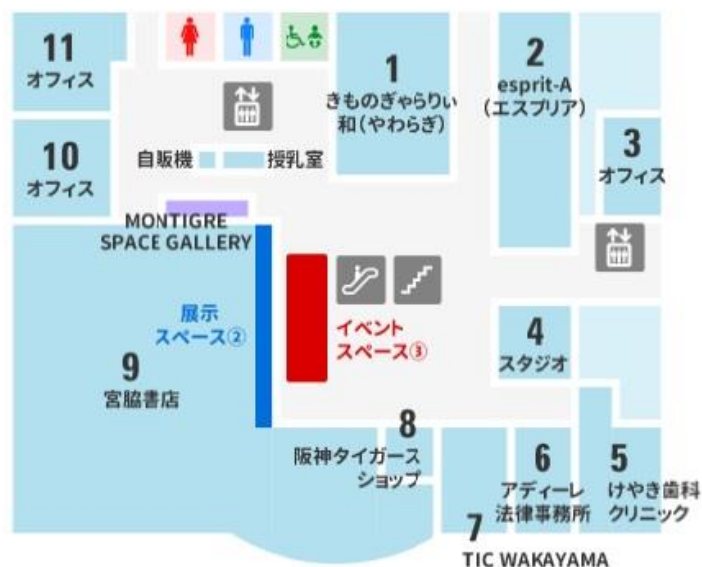 11
オフィス
1
きものぎゃらりい
和(やわらぎ)
2
esprit-A
(エスプリア)
10
オフィス
自販機
授乳室
3
オフィス
MONTIGRE
SPACE GALLERY
展示
スペース②
イベント
スペース③
4
スタジオ
9
宮脇書店
8
阪神タイガース
ショップ
6
アディーレ
法律事務所
5
けやき歯科
クリニック
7
TIC WAKAYAMA